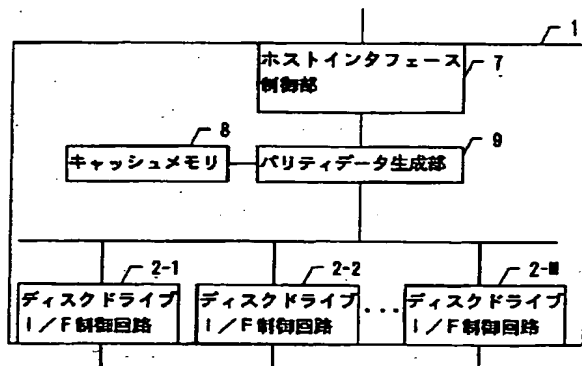 1
ホストインタフェース
制御部
7
8
9
キャッシュメモリ
パリティデータ生成部
2-1
2-2
2-M
ディスクドライブ
I/F制御回路
ディスクドライブ
I/F制御回路
...
ディスクドライブ
I/F制御回路